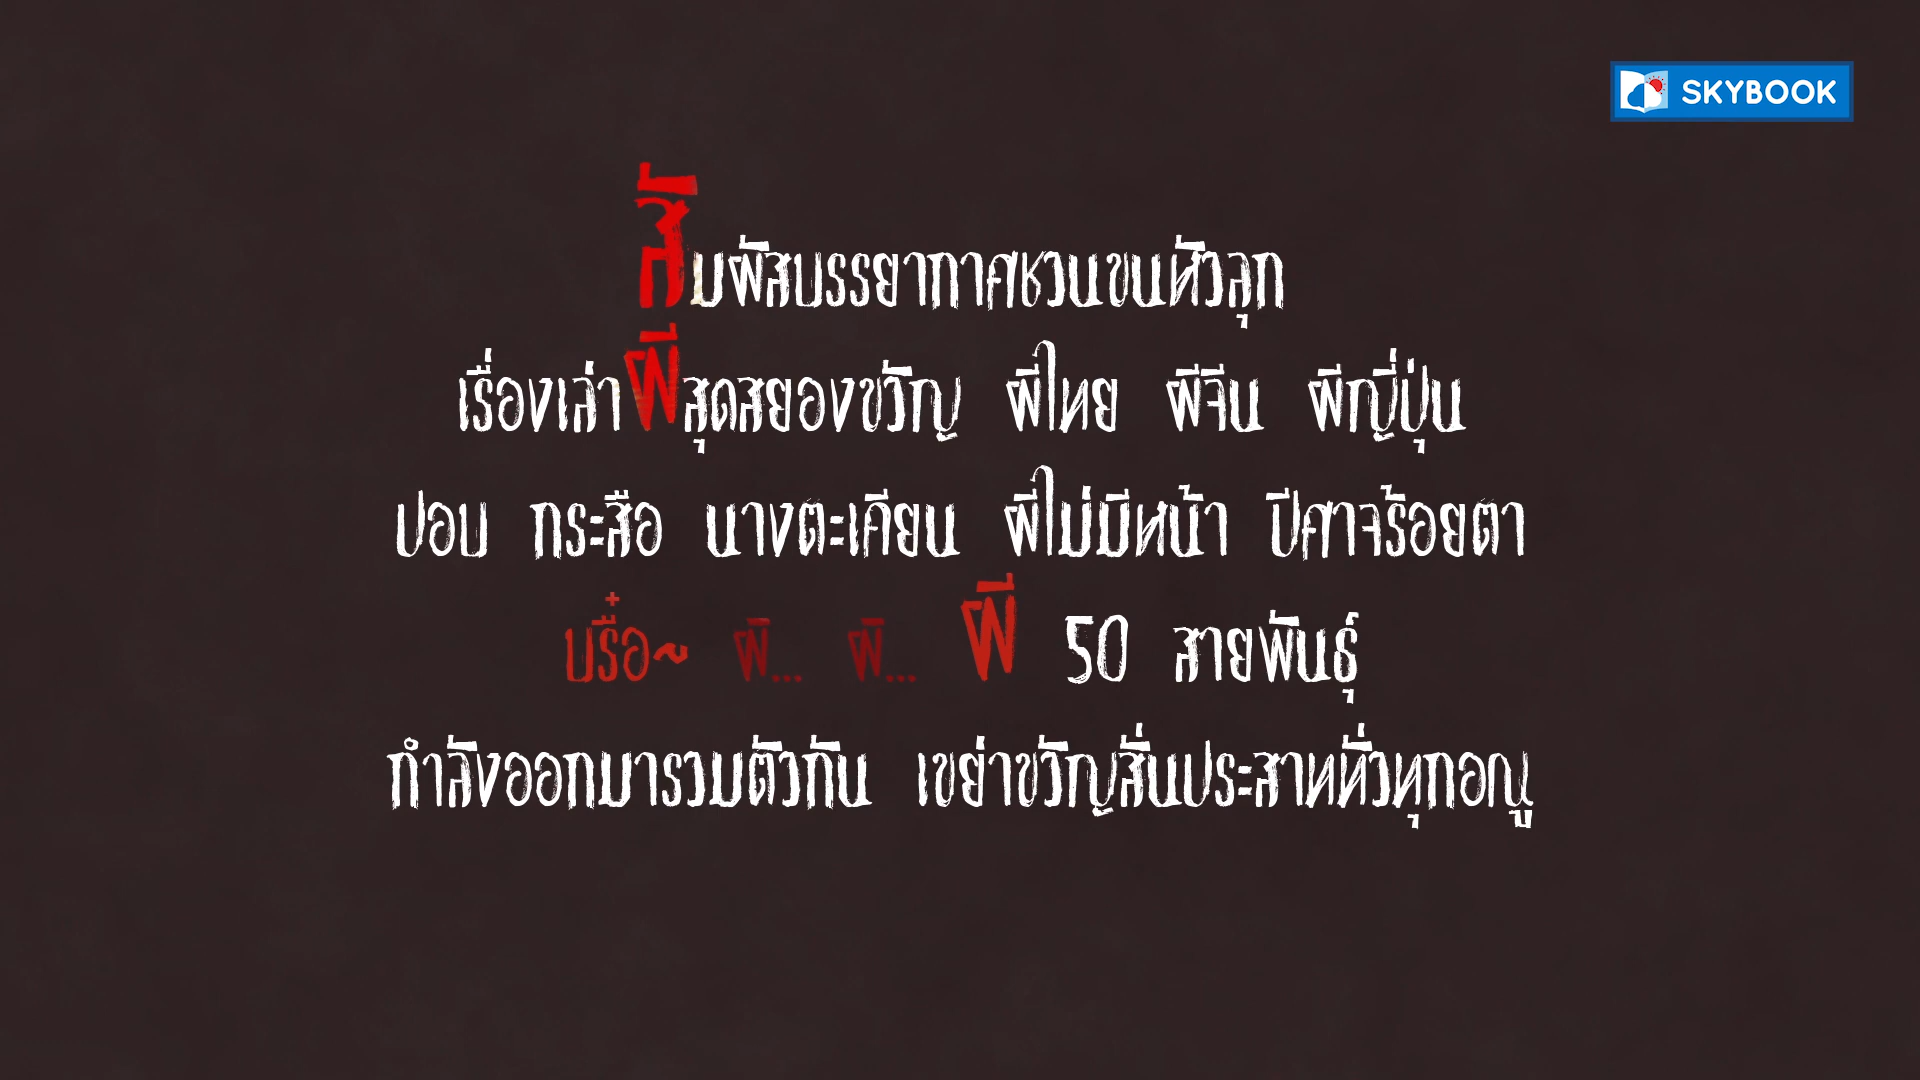 SKYBOOK
สัมผัสบรรยากาศชวนขนหัวลุก
เรื่องเล่าผีสุดสยองขวัญ ผีไทย ผีจีน ผีญี่ปุ่น
ปอบ กระสือ นางตะเคียน ผีไม่มีหน้า ปีศาจร้อยตา
บรื๋อ~ ผี... ผี... ผี 50 สายพันธุ์
กำลังออกมารวมตัวกัน เขย่าขวัญสั่นประสาททั่วทุกอณู